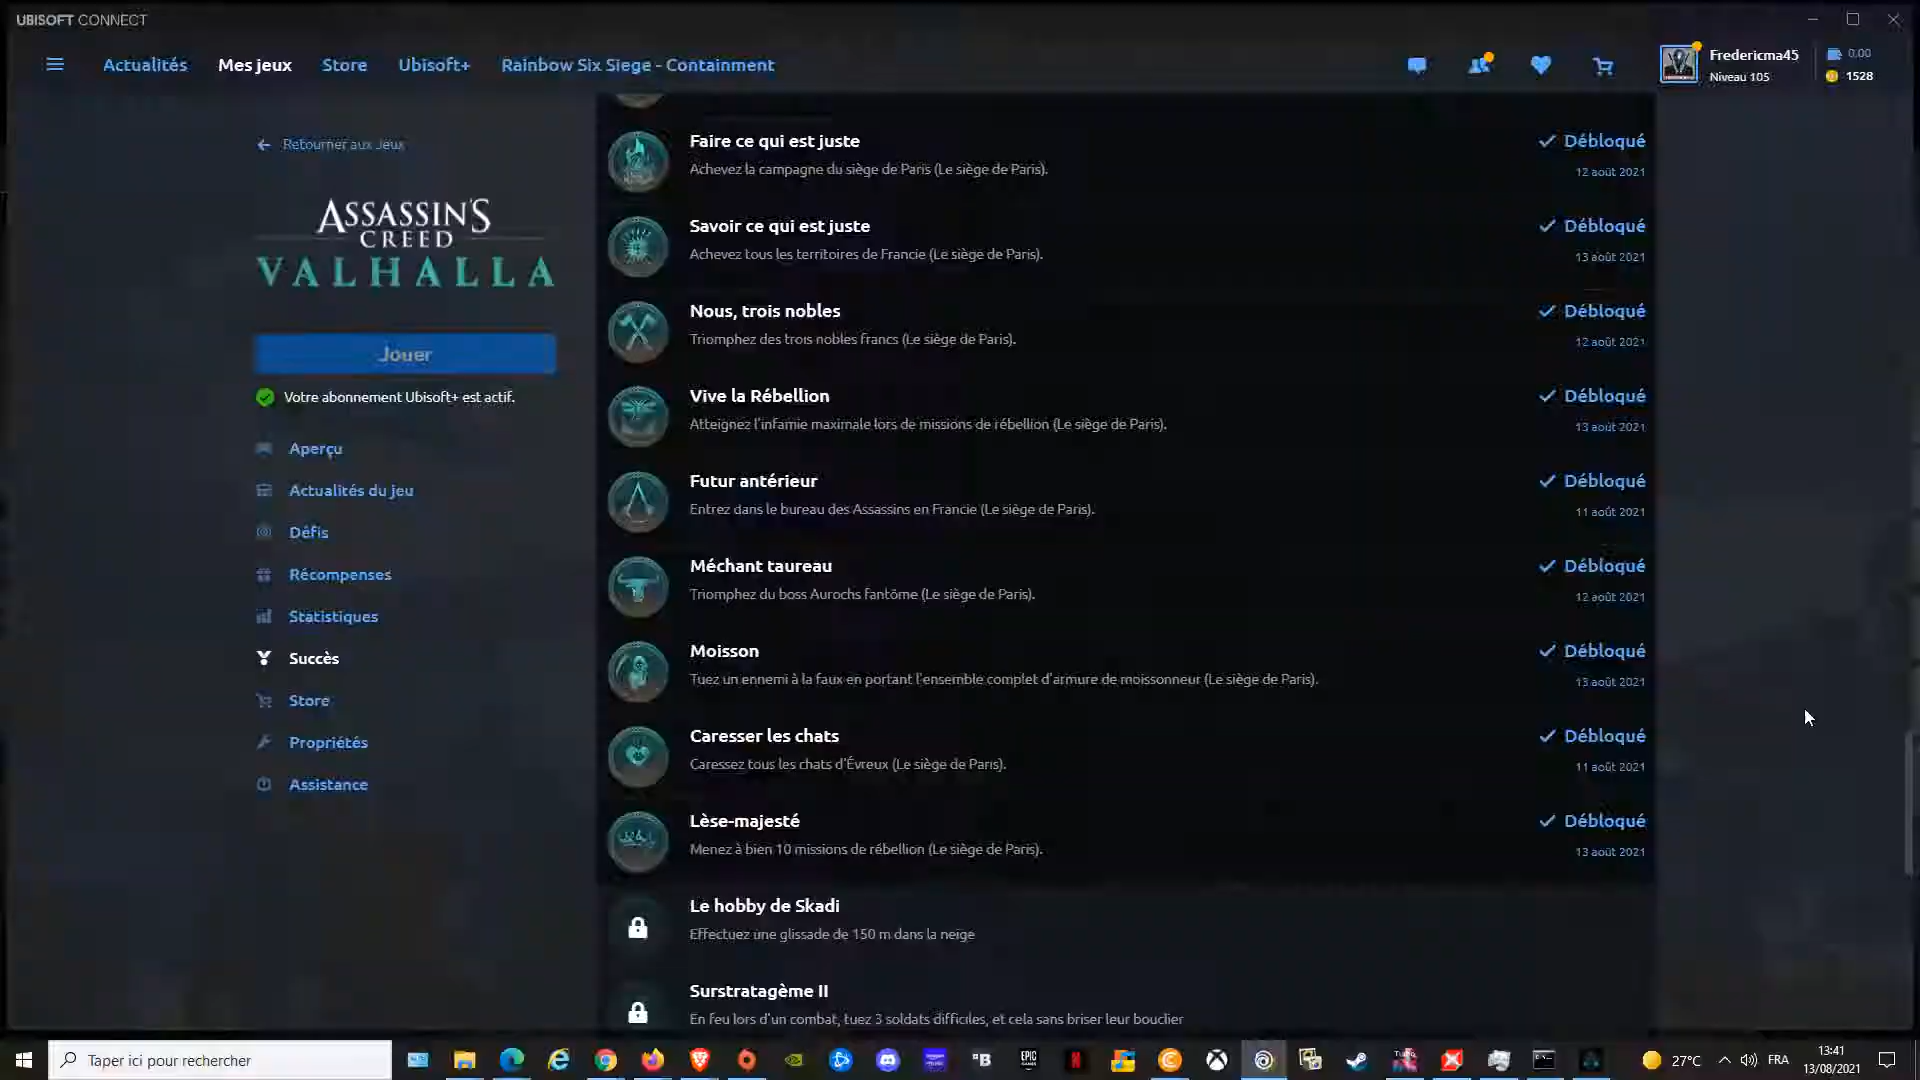 UBISOFT CONNECT
Actualités
Mes jeux
Store
Ubisoft+
Rainbow Six Siege - Containment
Fredericma45
Niveau 105
0.00
1528
Retourner aux Jeux
ASSASSIN'S
CREED
VALHALLA
Jouer
Votre abonnement Ubisoft+ est actif.
Aperçu
Actualités du jeu
Défis
Récompenses
Statistiques
Succès
Store
Propriétés
Assistance
Faire ce qui est juste
Débloqué
Achevez la campagne du siège de Paris (Le siège de Paris).
12 août 2021
Savoir ce qui est juste
Débloqué
Achevez tous les territoires de Francie (Le siège de Paris).
13 août 2021
Nous, trois nobles
Débloqué
Triomphez des trois nobles francs (Le siège de Paris).
12 août 2021
Vive la Rébellion
Débloqué
Atteignez l'infamie maximale lors de missions de rébellion (Le siège de Paris).
13 août 2021
Futur antérieur
Débloqué
Entrez dans le bureau des Assassins en Francie (Le siège de Paris).
11 août 2021
Méchant taureau
Débloqué
Triomphez du boss Aurochs fantôme (Le siège de Paris).
12 août 2021
Moisson
Débloqué
Tuez un ennemi à la faux en portant l'ensemble complet d'armure de moissonneur (Le siège de Paris).
13 août 2021
Caresser les chats
Débloqué
Caressez tous les chats d'Évreux (Le siège de Paris).
11 août 2021
Lèse-majesté
Débloqué
Menez à bien 10 missions de rébellion (Le siège de Paris).
13 août 2021
Le hobby de Skadi
Effectuez une glissade de 150 m dans la neige
Surstratagème II
En feu lors d'un combat, tuez 3 soldats difficiles, et cela sans briser leur bouclier
Taper ici pour rechercher
EPIC
GAMES
27°C
FRA
13:41
13/08/2021